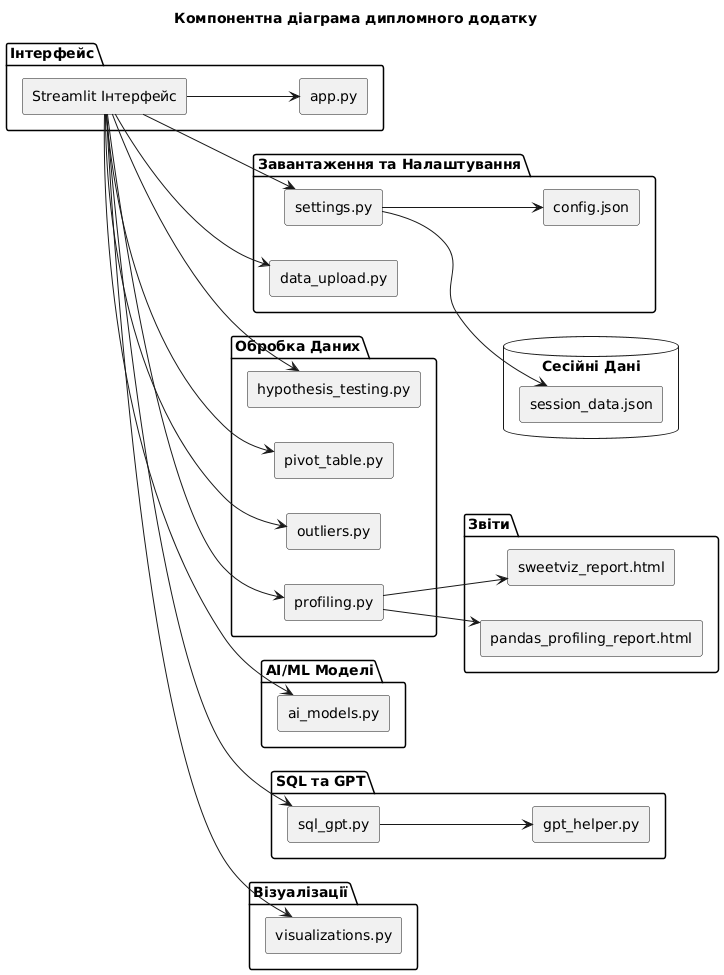 Компонентна діаграма дипломного додатку
Інтерфейс
Streamlit Інтерфейс
app.py
Завантаження та Налаштування
settings.py
config.json
data_upload.py
Сесійні Дані
session_data.json
Обробка Даних
hypothesis_testing.py
pivot_table.py
outliers.py
profiling.py
Звіти
sweetviz_report.html
pandas_profiling_report.html
AI/ML Моделі
ai_models.py
SQL та GPT
sql_gpt.py
gpt_helper.py
Візуалізації
visualizations.py